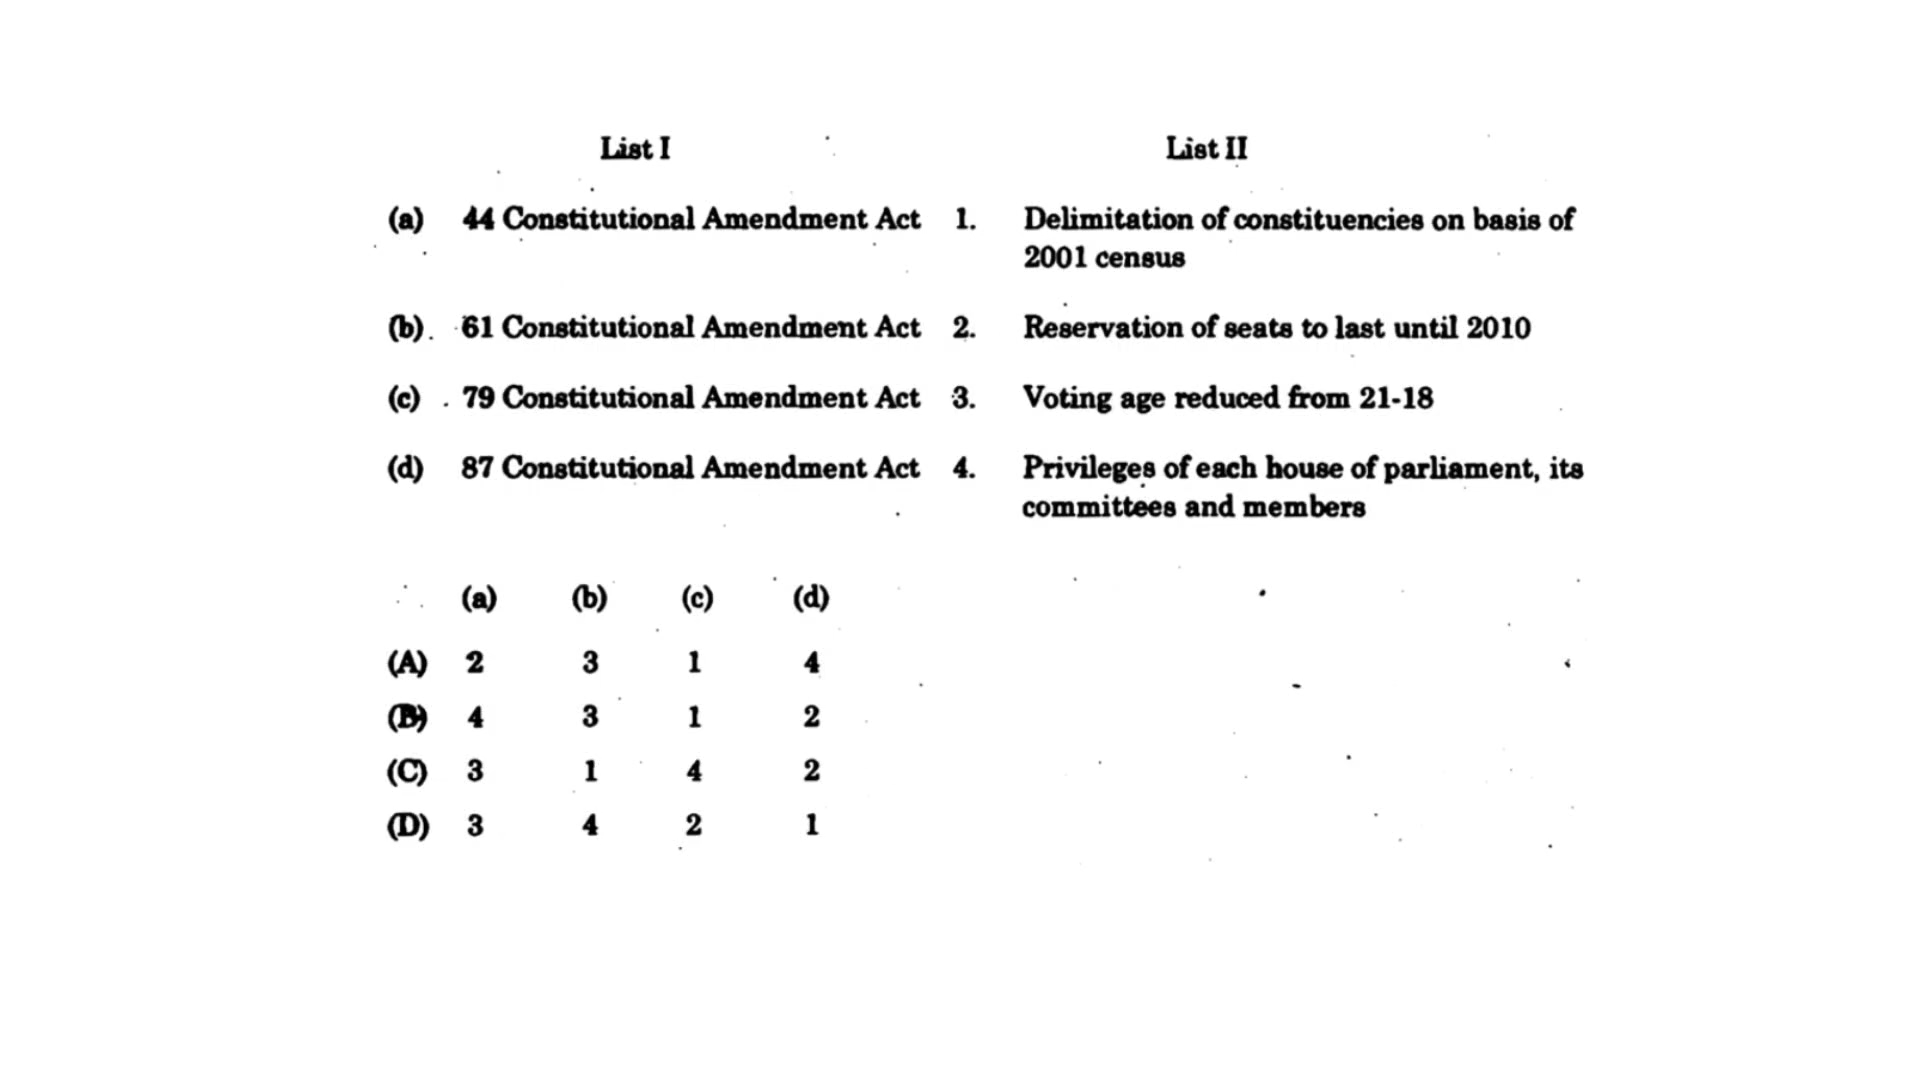 List I List II
(a) 44 Constitutional Amendment Act 1. Delimitation of constituencies on basis of
2001 census
(b) 61 Constitutional Amendment Act 2. Reservation of seats to last until 2010
(c) 79 Constitutional Amendment Act 3. Voting age reduced from 21-18
(d) 87 Constitutional Amendment Act 4. Privileges of each house of parliament, its
committees and members
(a) (b) (c) (d)
(A) 2 3 1 4
(B) 4 3 1 2
(C) 3 1 4 2
(D) 3 4 2 1